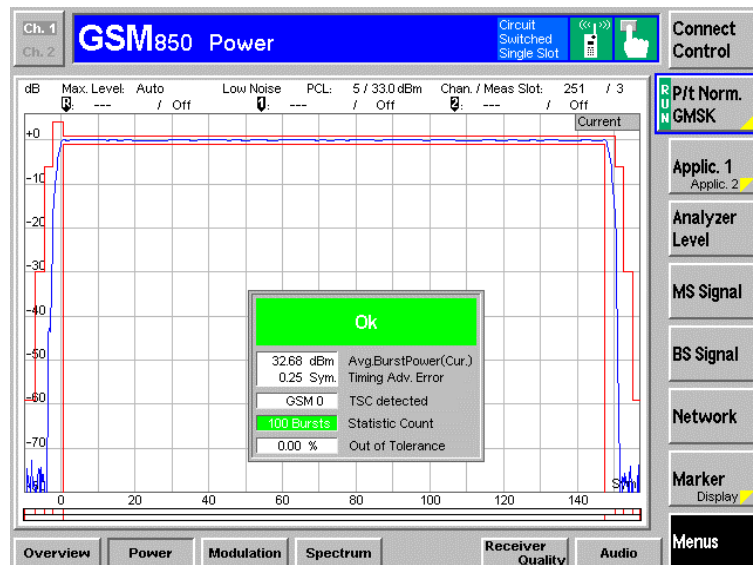 Ch. 1
Ch. 2
GSM850 Power
Circuit
Switched
Single Slot
Connect
Control
dB Max. Level: Auto Low Noise PCL: 5 / 33.0 dBm Chan. / Meas Slot: 251 / 3
R: --- / Off 1: --- / Off 2: --- / Off
Current
RUN
P/t Norm.
GMSK
Applic. 1
Applic. 2
Analyzer
Level
MS Signal
BS Signal
Network
Marker
Display
Menus
+0
-10
-20
-30
-40
-50
-60
-70
Ok
32.68 dBm Avg.BurstPower(Cur.)
0.25 Sym. Timing Adv. Error
GSM 0 TSC detected
100 Bursts Statistic Count
0.00 % Out of Tolerance
0 20 40 60 80 100 120 140
Overview Power Modulation Spectrum Receiver Quality Audio